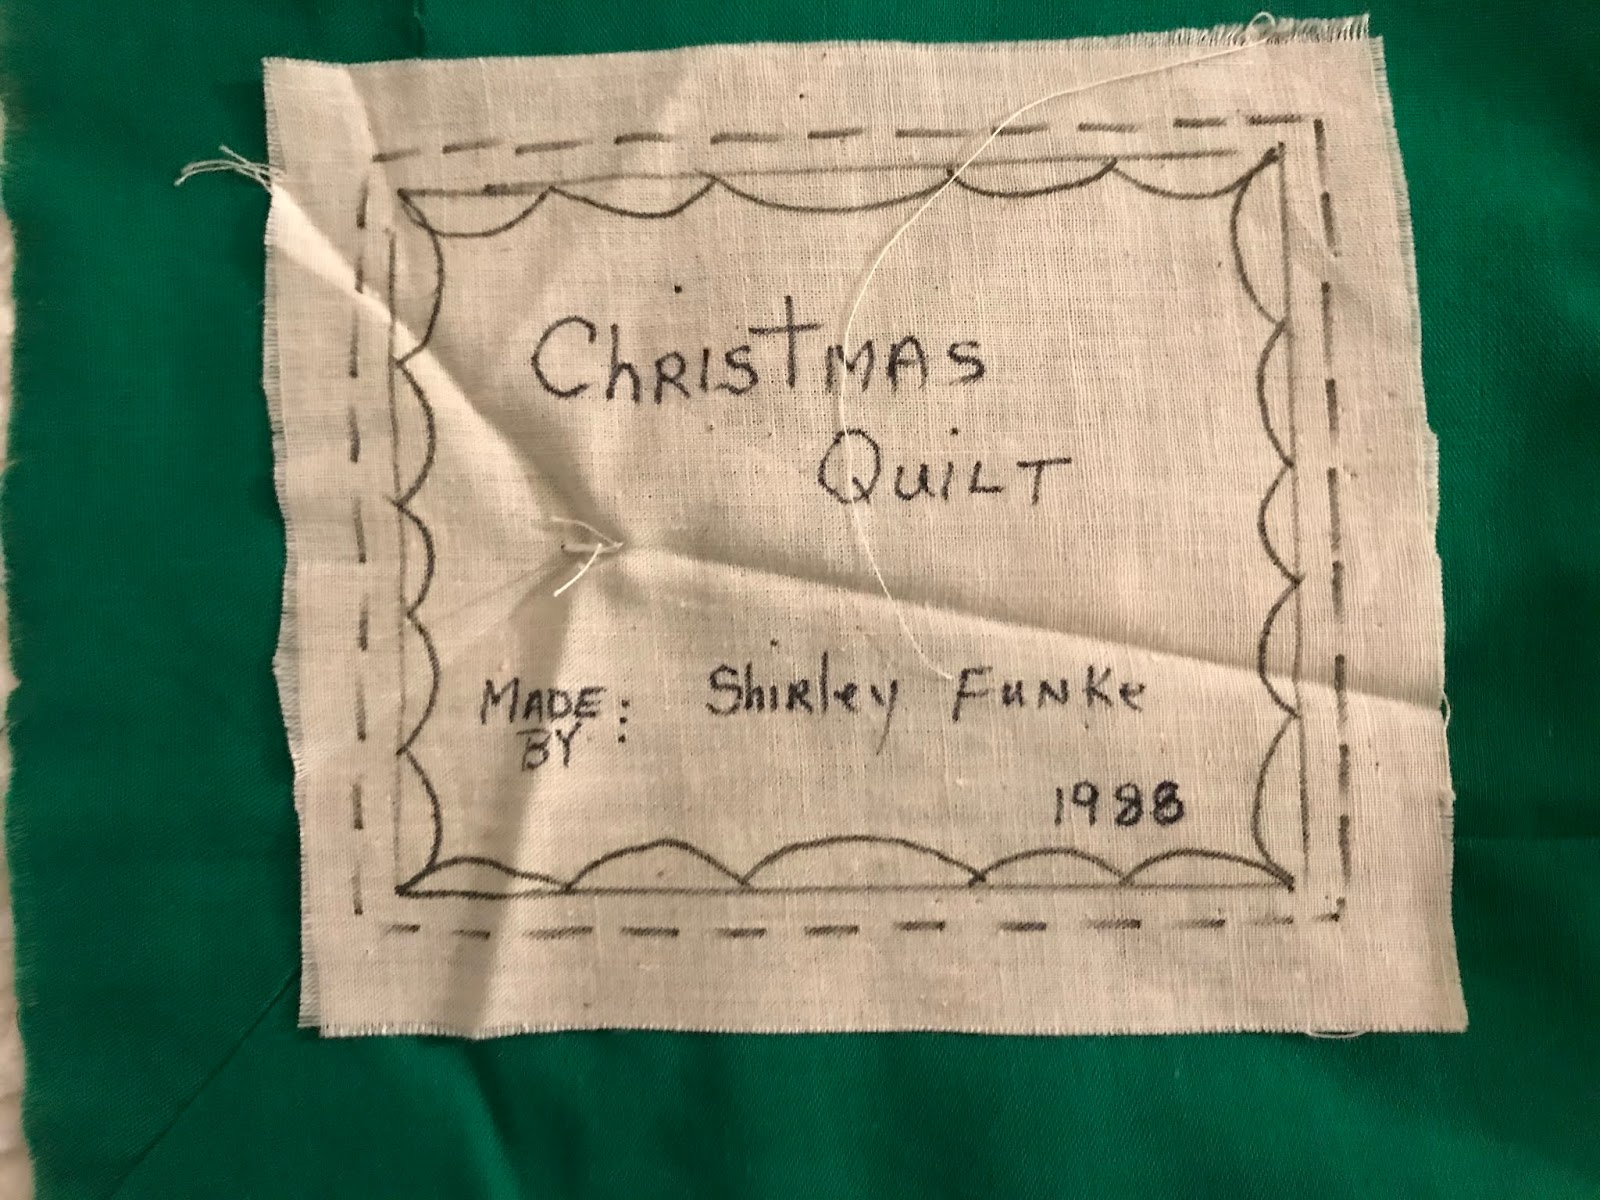 Christmas
Quilt
MADE
BY : Shirley Funke
1988